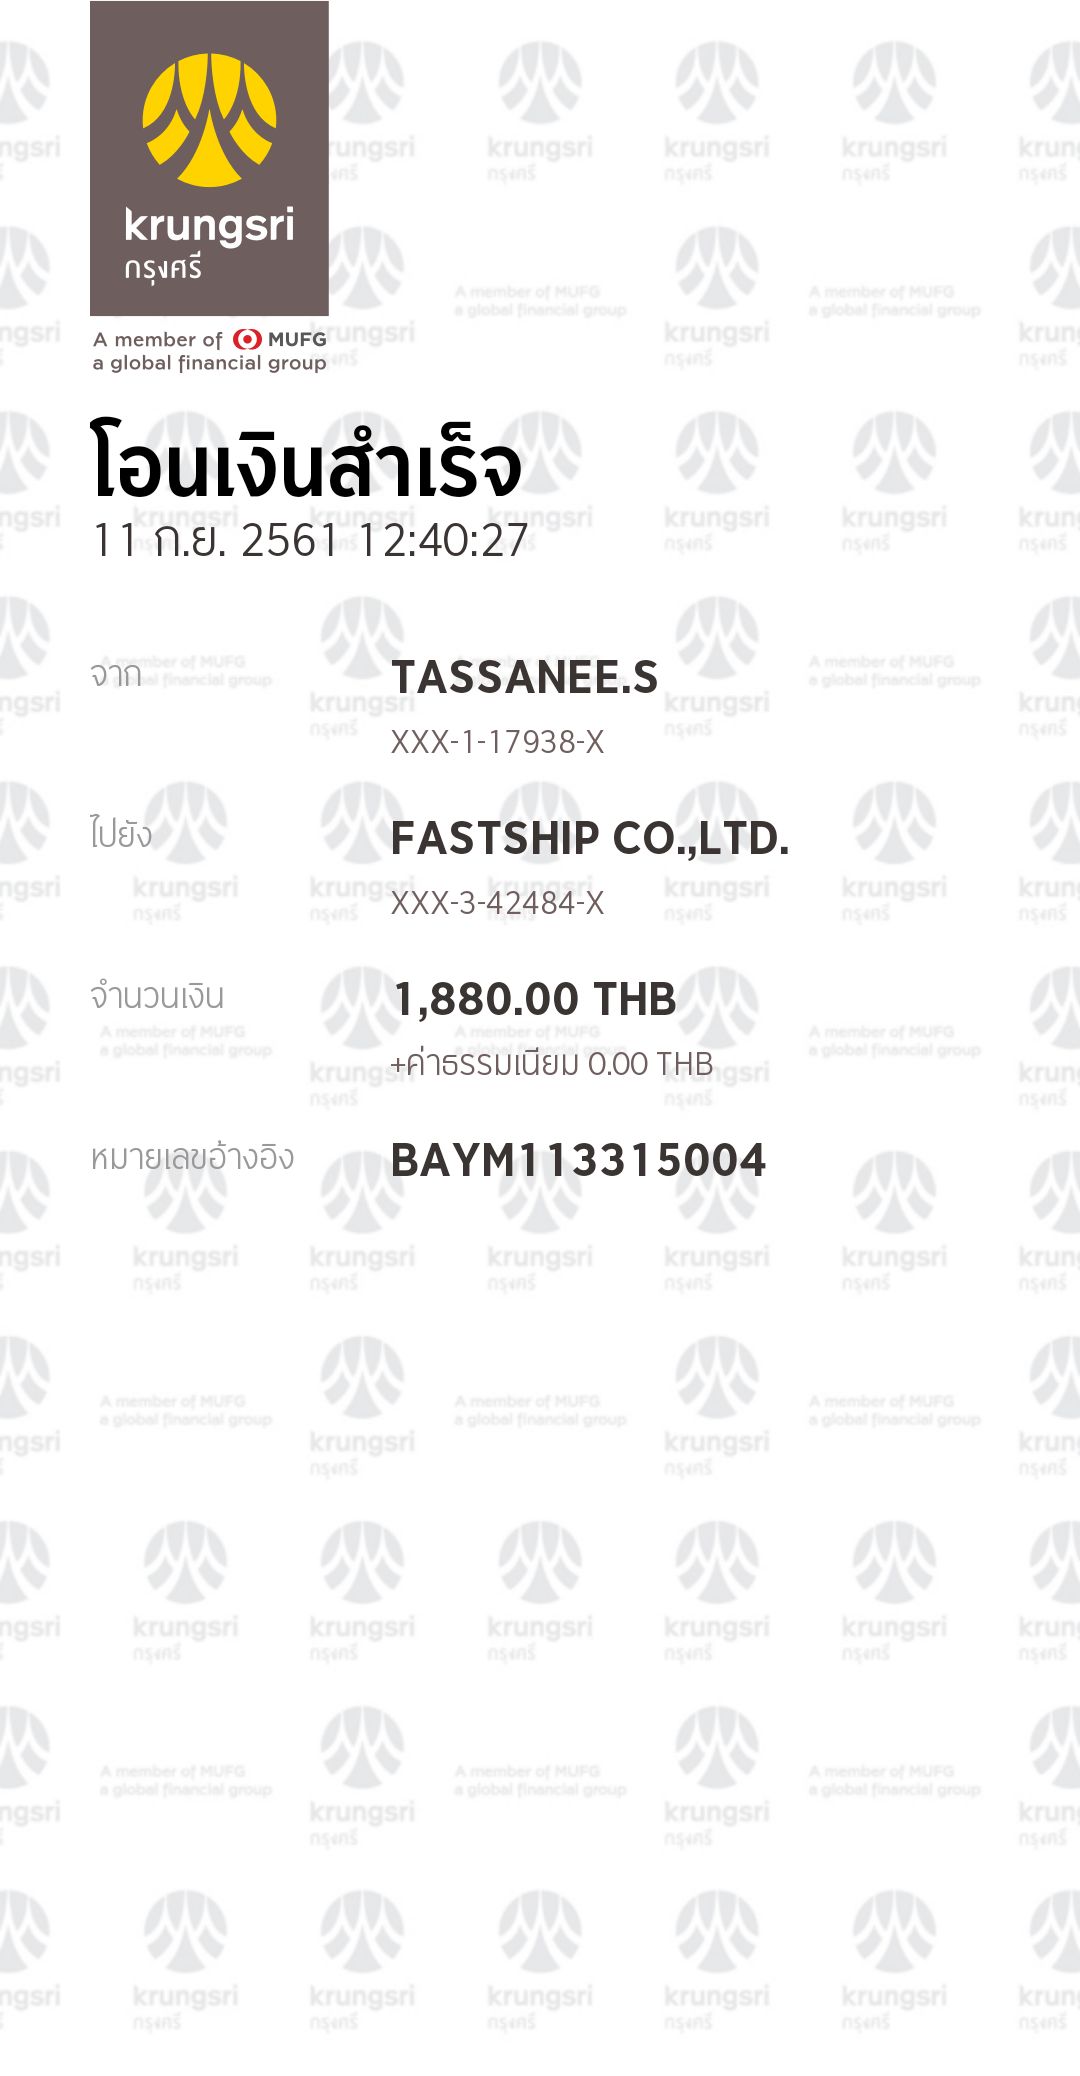 krungsri
กรุงศรี
A member of MUFG
a global financial group
โอนเงินสำเร็จ
11 ก.ย. 2561 12:40:27
จาก
TASSANEE.S
XXX-1-17938-X
ไปยัง
FASTSHIP CO.,LTD.
XXX-3-42484-X
จำนวนเงิน
1,880.00 THB
+ค่าธรรมเนียม 0.00 THB
หมายเลขอ้างอิง
BAYM113315004